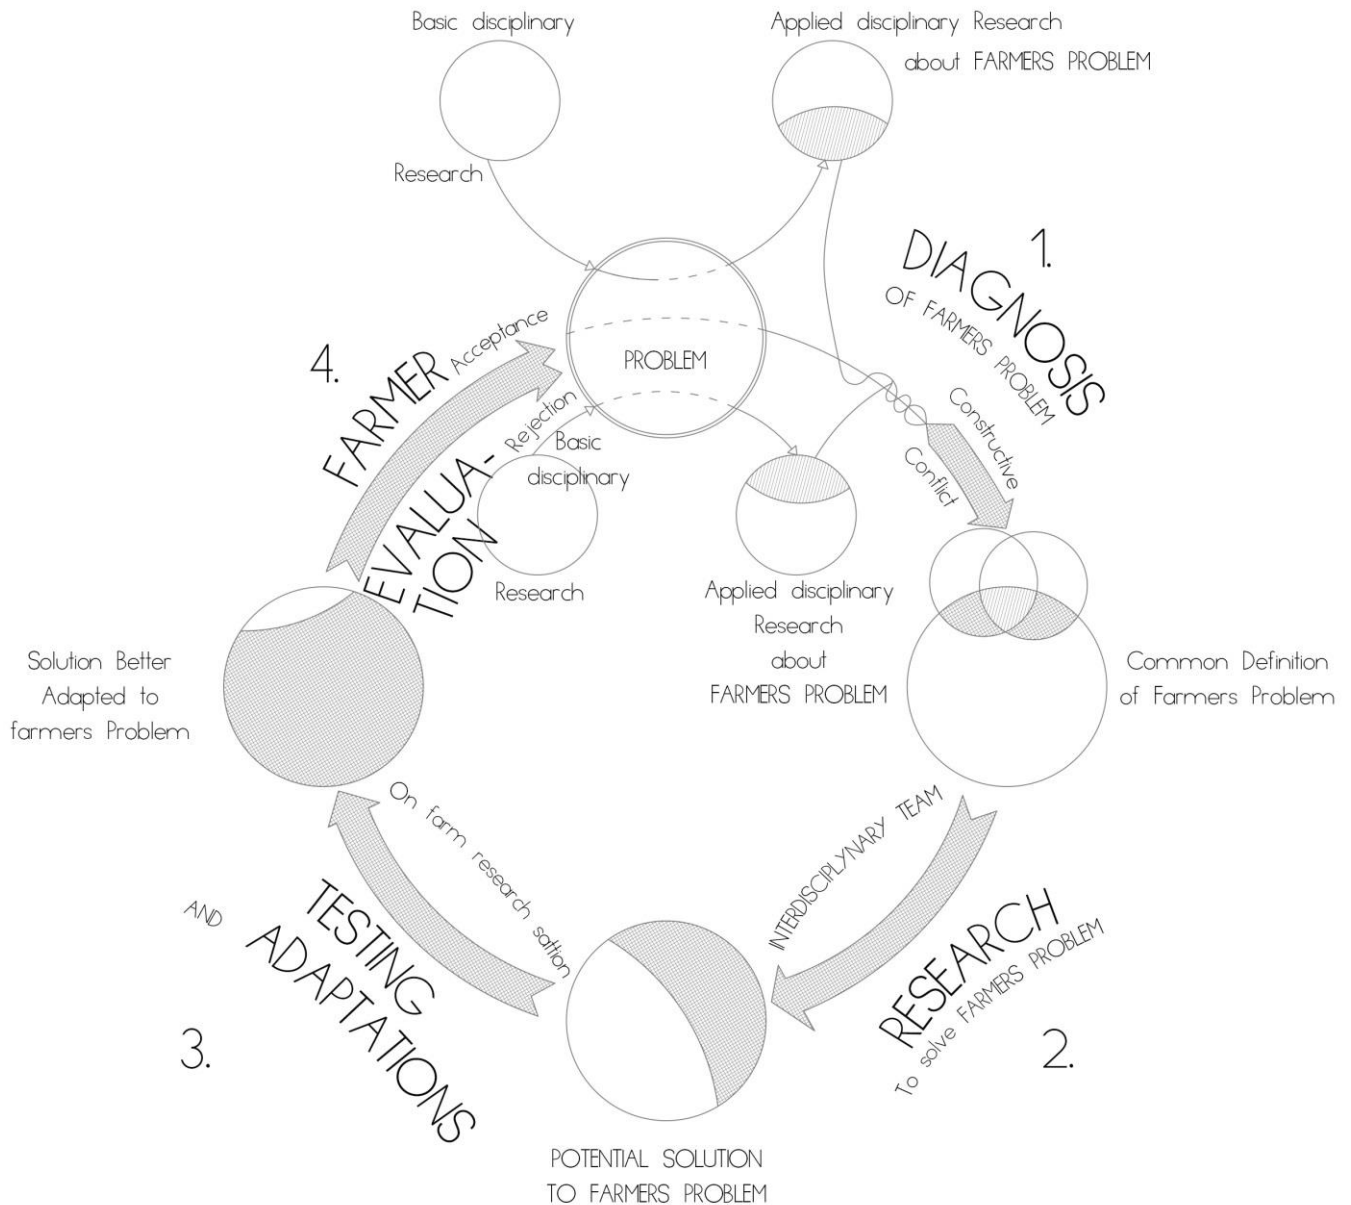 Basic disciplinary
Research
Applied disciplinary Research
about FARMERS PROBLEM
1.
DIAGNOSIS
OF FARMERS PROBLEM
PROBLEM
Constructive
Conflict
4.
FARMER
EVALUA-
TION
Acceptance
Rejection
Basic
disciplinary
Research
Applied disciplinary
Research
about
FARMERS PROBLEM
Common Definition
of Farmers Problem
Solution Better
Adapted to
farmers Problem
INTERDISCIPLYNARY TEAM
RESEARCH
To solve FARMERS PROBLEM
2.
On farm research sattion
TESTING
AND
ADAPTATIONS
3.
POTENTIAL SOLUTION
TO FARMERS PROBLEM